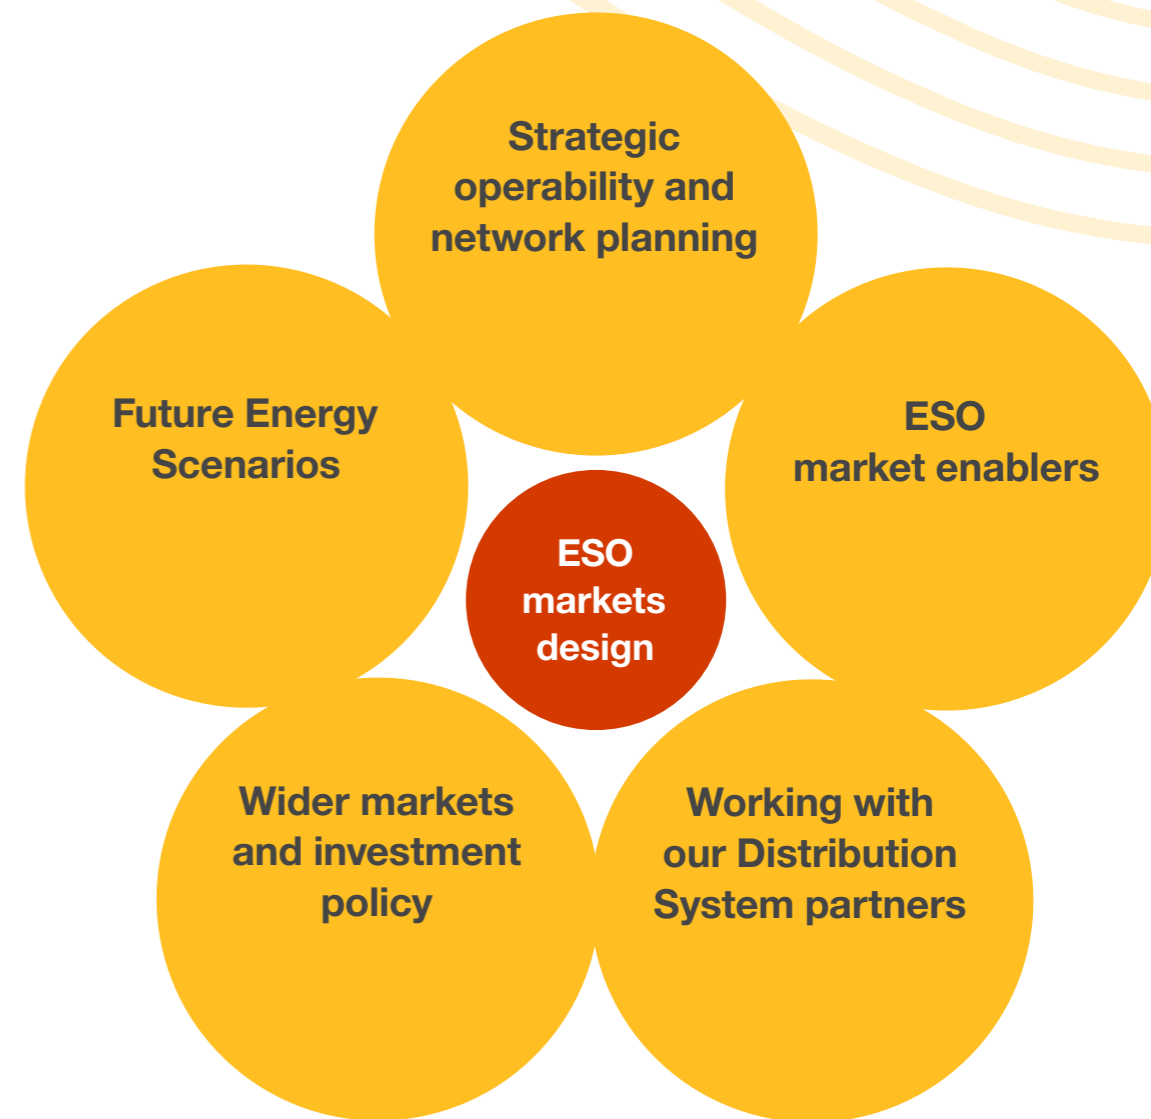 Strategic
operability and
network planning
Future Energy
Scenarios
ESO
market enablers
ESO
markets
design
Wider markets
and investment
policy
Working with
our Distribution
System partners